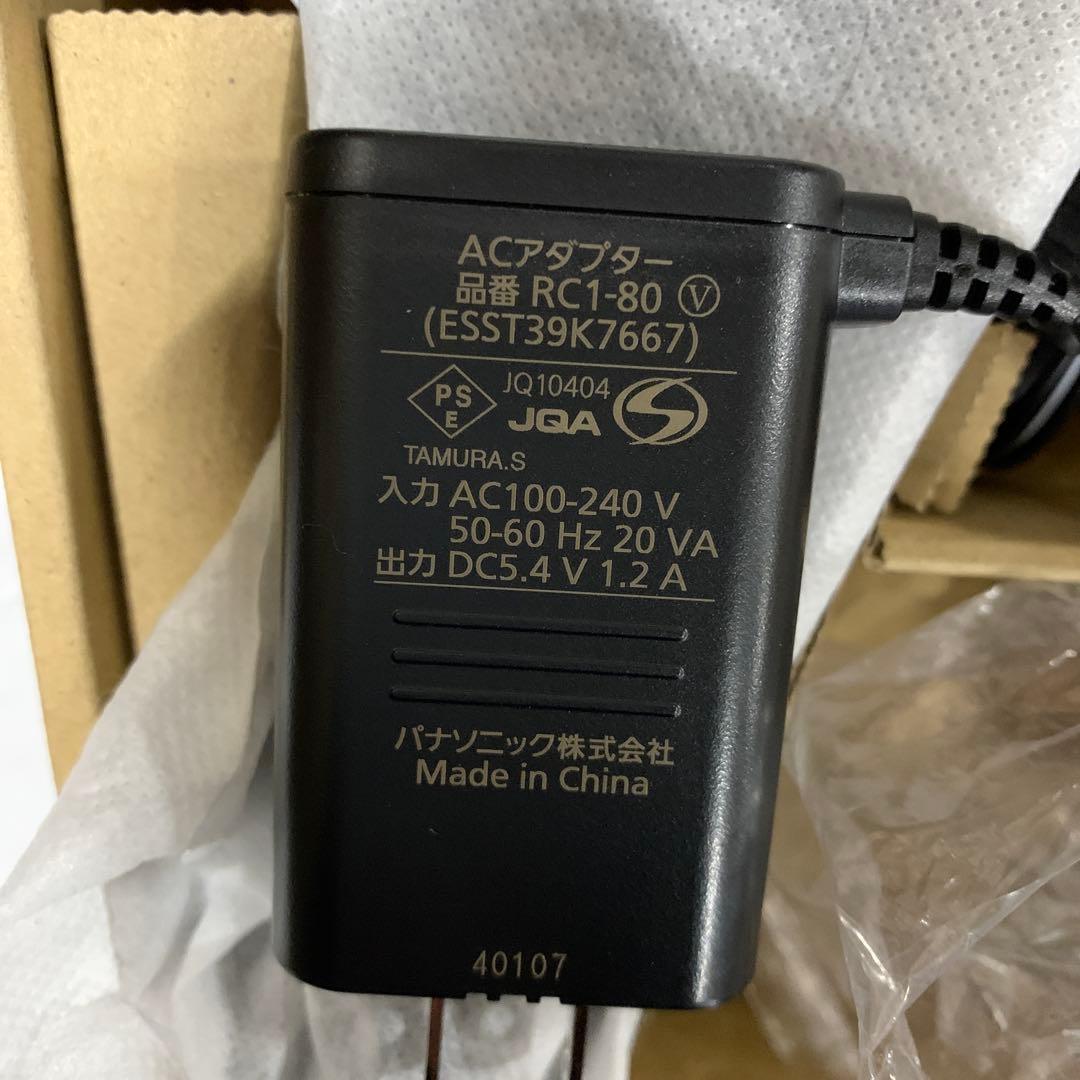 ACアダプター
品番 RC1-80 Ⓥ
(ESST39K7667)
PSE JQ10404
JQA
TAMURA.S
入力 AC100-240 V
50-60 Hz 20 VA
出力 DC5.4 V 1.2 A
パナソニック株式会社
Made in China
40107